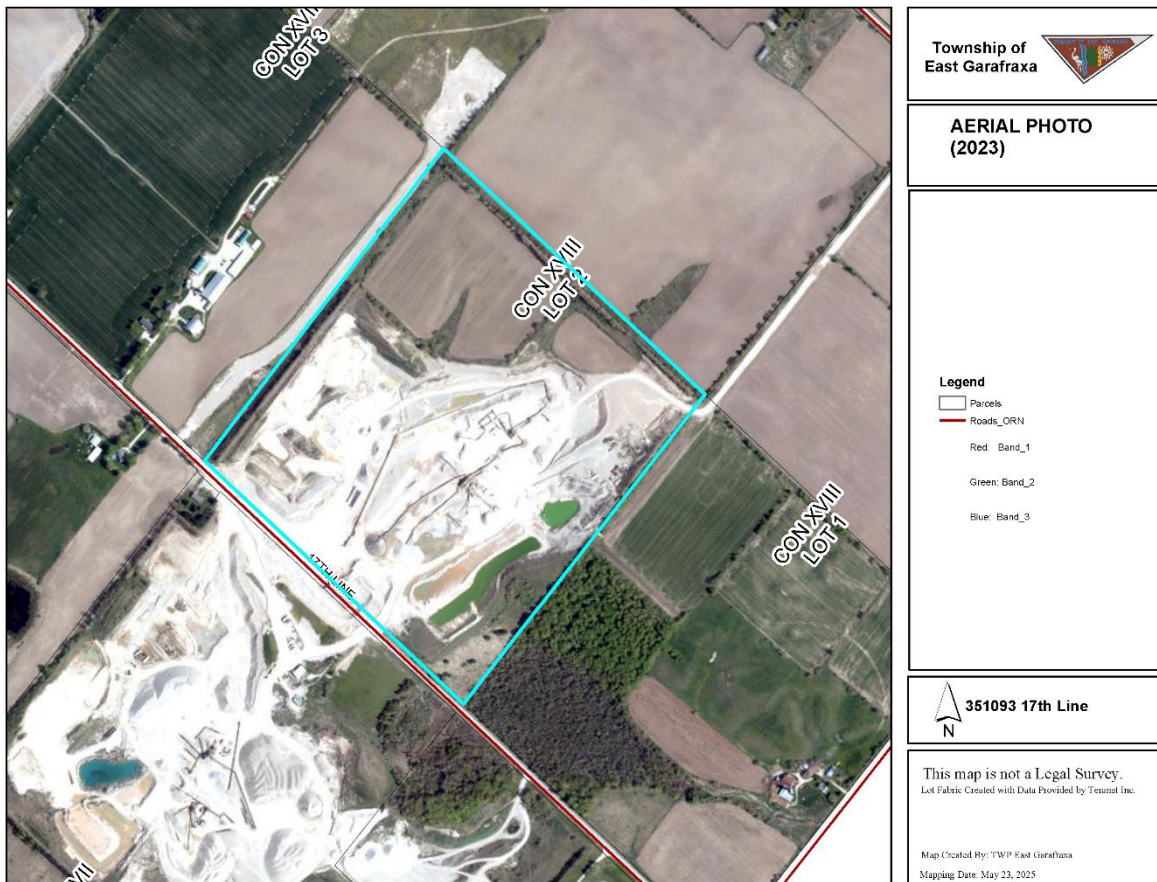 CON XVIII
LOT 3
CON XVIII
LOT 2
CON XVIII
LOT 1
17TH LINE
Township of
East Garafraxa
AERIAL PHOTO
(2023)
Legend
Parcels
Roads_ORN
Red: Band_1
Green: Band_2
Blue: Band_3
N
351093 17th Line
This map is not a Legal Survey.
Lot Fabric Created with Data Provided by Teranet Inc.
Map Created By: TWP East Garafraxa
Mapping Date: May 23, 2025